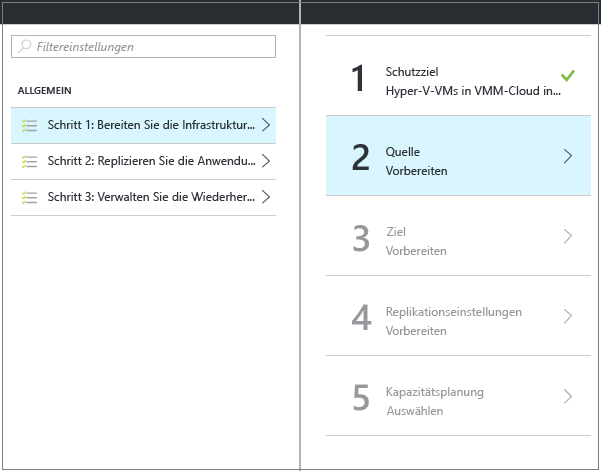 Filtereinstellungen
ALLGEMEIN
Schritt 1: Bereiten Sie die Infrastruktur...
Schritt 2: Replizieren Sie die Anwendu...
Schritt 3: Verwalten Sie die Wiederher...
1
Schutzziel
Hyper-V-VMs in VMM-Cloud in...
2
Quelle
Vorbereiten
3
Ziel
Vorbereiten
4
Replikationseinstellungen
Vorbereiten
5
Kapazitätsplanung
Auswählen